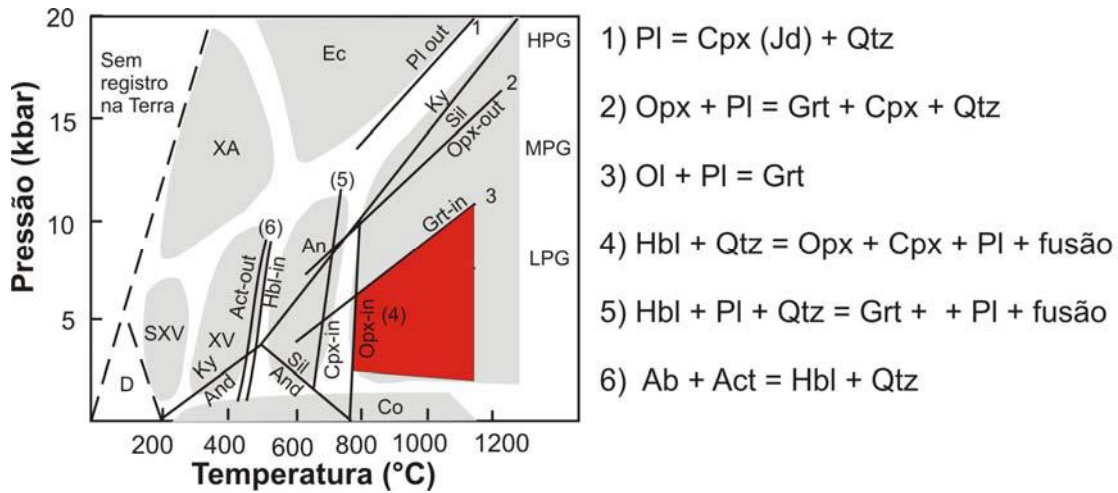 20
15
10
5
Pressão (kbar)
200
400
600
800
1000
1200
Temperatura (°C)
Sem
registro
na Terra
XA
Ec
Pl out
1
HPG
Ky
Sil
2
Opx-out
MPG
(5)
3
Grt-in
(6)
An
LPG
Act-out
Hbl-in
SXV
XV
Cpx-in
Opx-in
(4)
Ky
And
Sil
And
D
Co
1) Pl = Cpx (Jd) + Qtz
2) Opx + Pl = Grt + Cpx + Qtz
3) Ol + Pl = Grt
4) Hbl + Qtz = Opx + Cpx + Pl + fusão
5) Hbl + Pl + Qtz = Grt + + Pl + fusão
6) Ab + Act = Hbl + Qtz